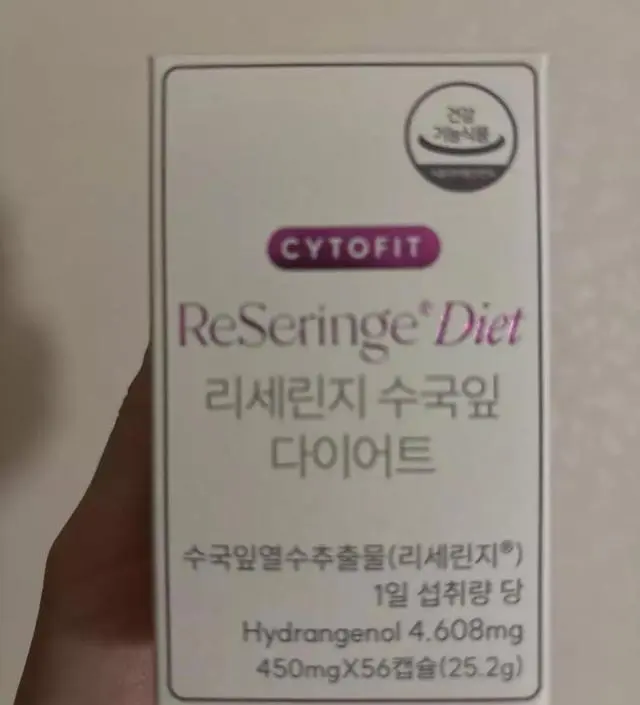 건강
기능식품
CYTOFIT
ReSeringe® Diet
리세린지 수국잎
다이어트
수국잎열수추출물(리세린지®)
1일 섭취량 당
Hydrangenol 4.608mg
450mgX56캡슐(25.2g)